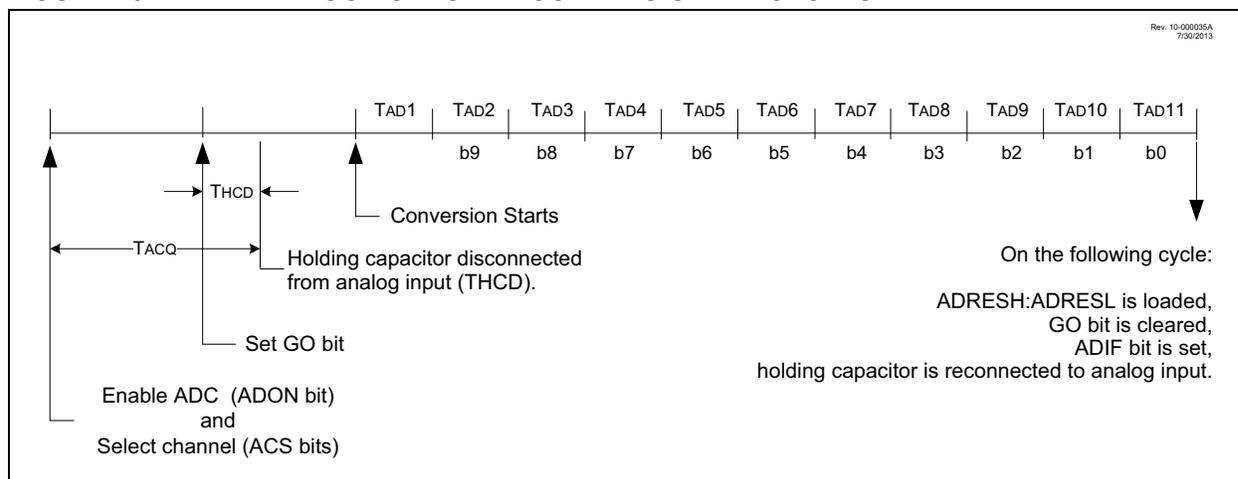 Rev. 10-000035A
7/30/2013
TAD1 TAD2 TAD3 TAD4 TAD5 TAD6 TAD7 TAD8 TAD9 TAD10 TAD11
b9 b8 b7 b6 b5 b4 b3 b2 b1 b0
THCD
Conversion Starts
TACQ
Holding capacitor disconnected
from analog input (THCD).
On the following cycle:
ADRESH:ADRESL is loaded,
GO bit is cleared,
ADIF bit is set,
holding capacitor is reconnected to analog input.
Set GO bit
Enable ADC (ADON bit)
and
Select channel (ACS bits)